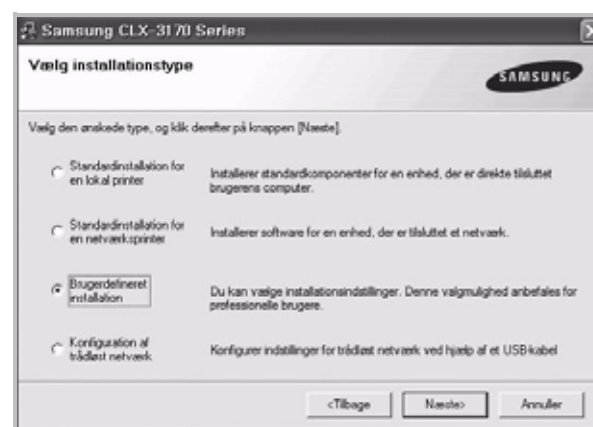 Samsung CLX-3170 Series
Vælg installationstype
SAMSUNG
Vælg den ønskede type, og klik derefter på knappen [Næste].
Standardinstallation for
en lokal printer
Installerer standardkomponenter for en enhed, der er direkte tilsluttet
brugerens computer.
Standardinstallation for
en netværksprinter
Installerer software for en enhed, der er tilsluttet et netværk.
Brugerdefineret
installation
Du kan vælge installationsindstillinger. Denne valgmulighed anbefales for
professionelle brugere.
Konfiguration af
trådløst netværk
Konfigurer indstillinger for trådløst netværk ved hjælp af et USB-kabel
<Tilbage
Næste>
Annuller